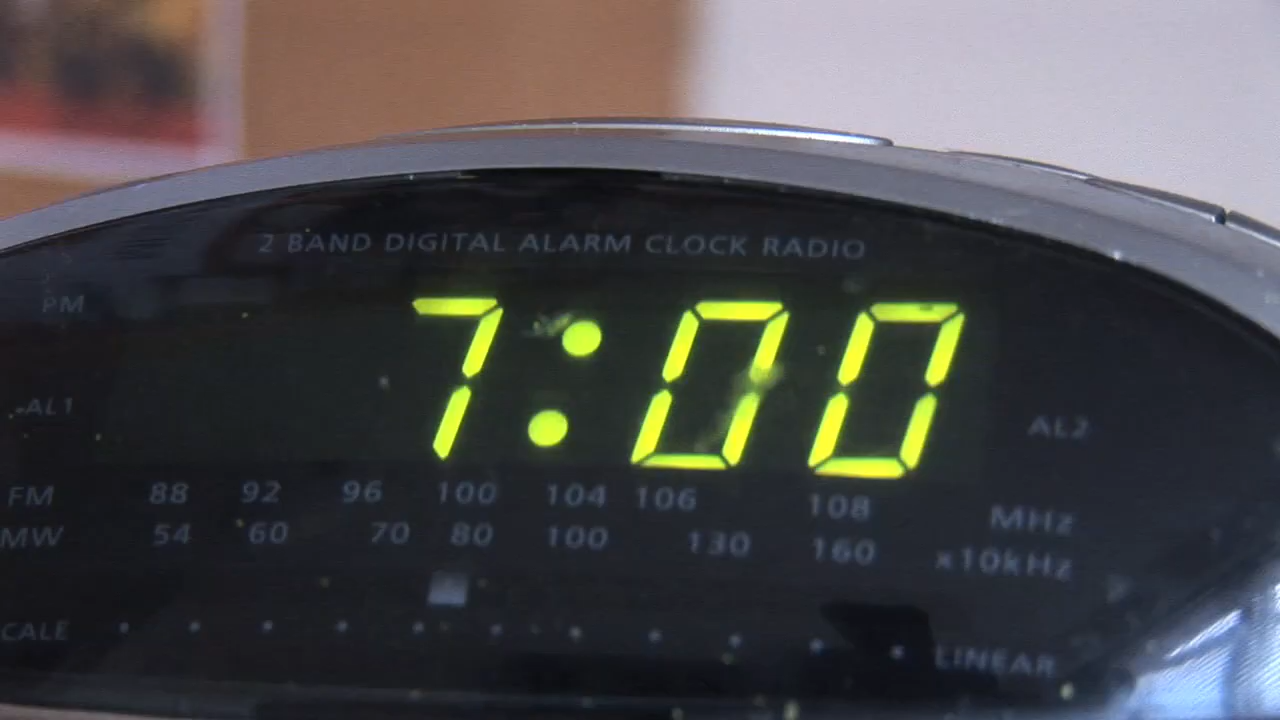 2 BAND DIGITAL ALARM CLOCK RADIO
PM
7:00
AL1
AL2
FM 88 92 96 100 104 106 108 MHz
MW 54 60 70 80 100 130 160 x10kHz
CALE LINEAR